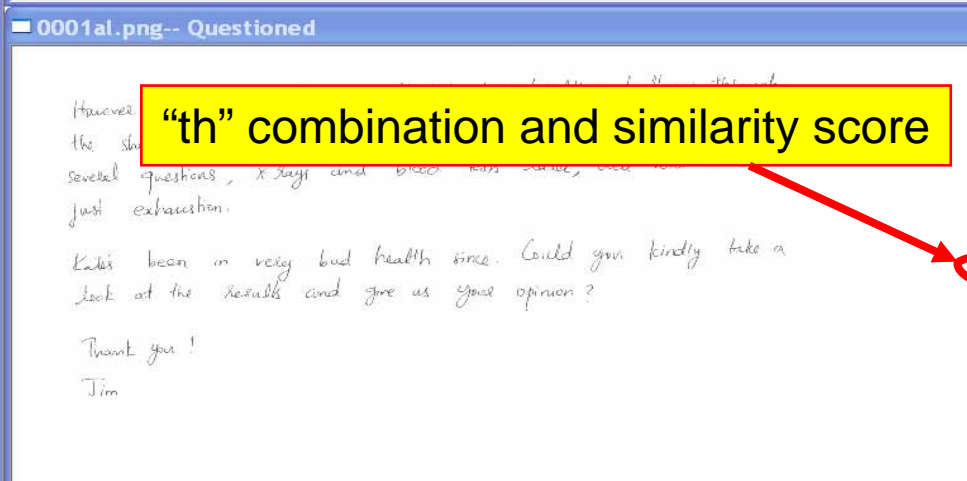 0001al.png-- Questioned
However
"th" combination and similarity score
the
several questions, X rays and blood tests
just exhaustion.
Kate's been in very bad health since. Could you kindly take a
look at the results and give us your opinion?
Thank you!
Jim